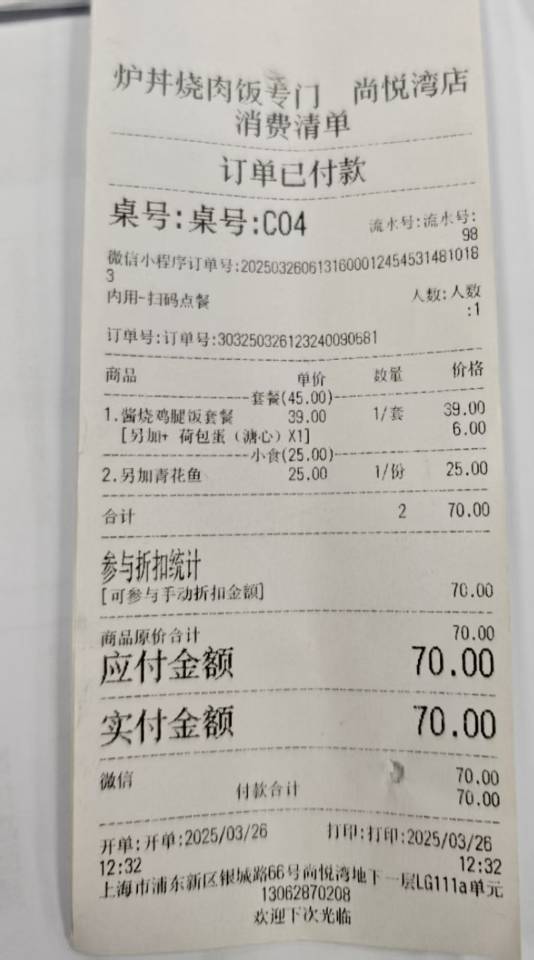 炉丼烧肉饭专门 尚悦湾店
消费清单
订单已付款
桌号:桌号:C04 流水号:流水号:
98
微信小程序订单号:2025032606131600012454531481018
3
内用-扫码点餐 人数:人数
:1
订单号:订单号:303250326123240090681
商品 单价 数量 价格
套餐(45.00)
1.酱烧鸡腿饭套餐 39.00 1/套 39.00
[另加+ 荷包蛋（溏心）X1] 6.00
小食(25.00)
2.另加青花鱼 25.00 1/份 25.00
合计 2 70.00
参与折扣统计
[可参与手动折扣金额] 70.00
商品原价合计 70.00
应付金额 70.00
实付金额 70.00
微信 70.00
付款合计 70.00
开单:开单:2025/03/26 打印:打印:2025/03/26
12:32 12:32
上海市浦东新区银城路66号尚悦湾地下一层LG111a单元
13062870208
欢迎下次光临